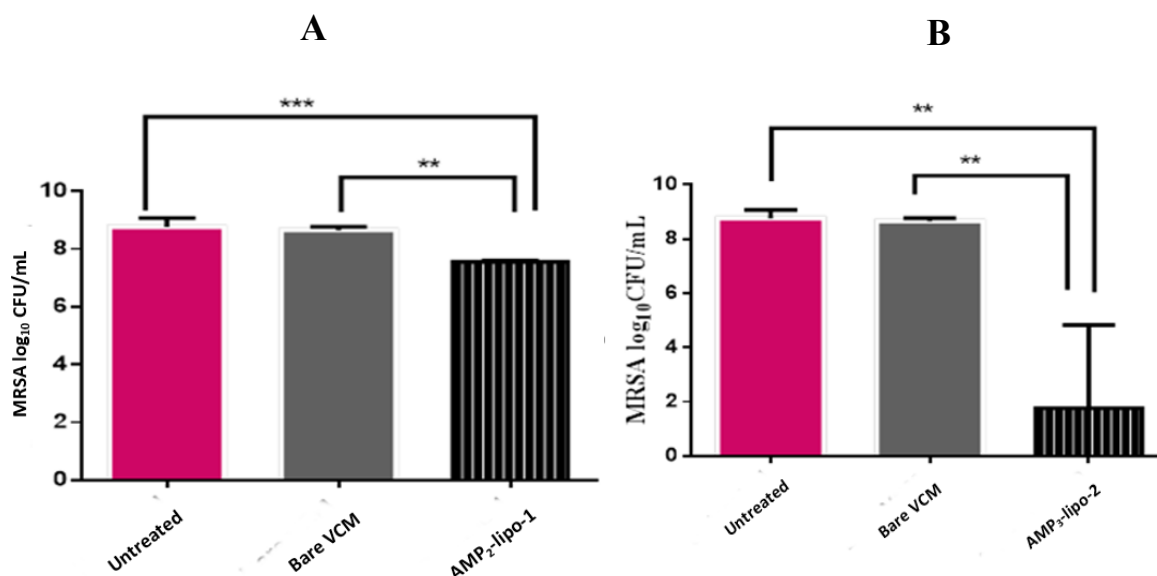 A
***
**
10
8
6
4
2
0
MRSA log₁₀ CFU/mL
Untreated
Bare VCM
AMP₂-lipo-1
B
**
**
10
8
6
4
2
0
MRSA log₁₀CFU/mL
Untreated
Bare VCM
AMP₃-lipo-2